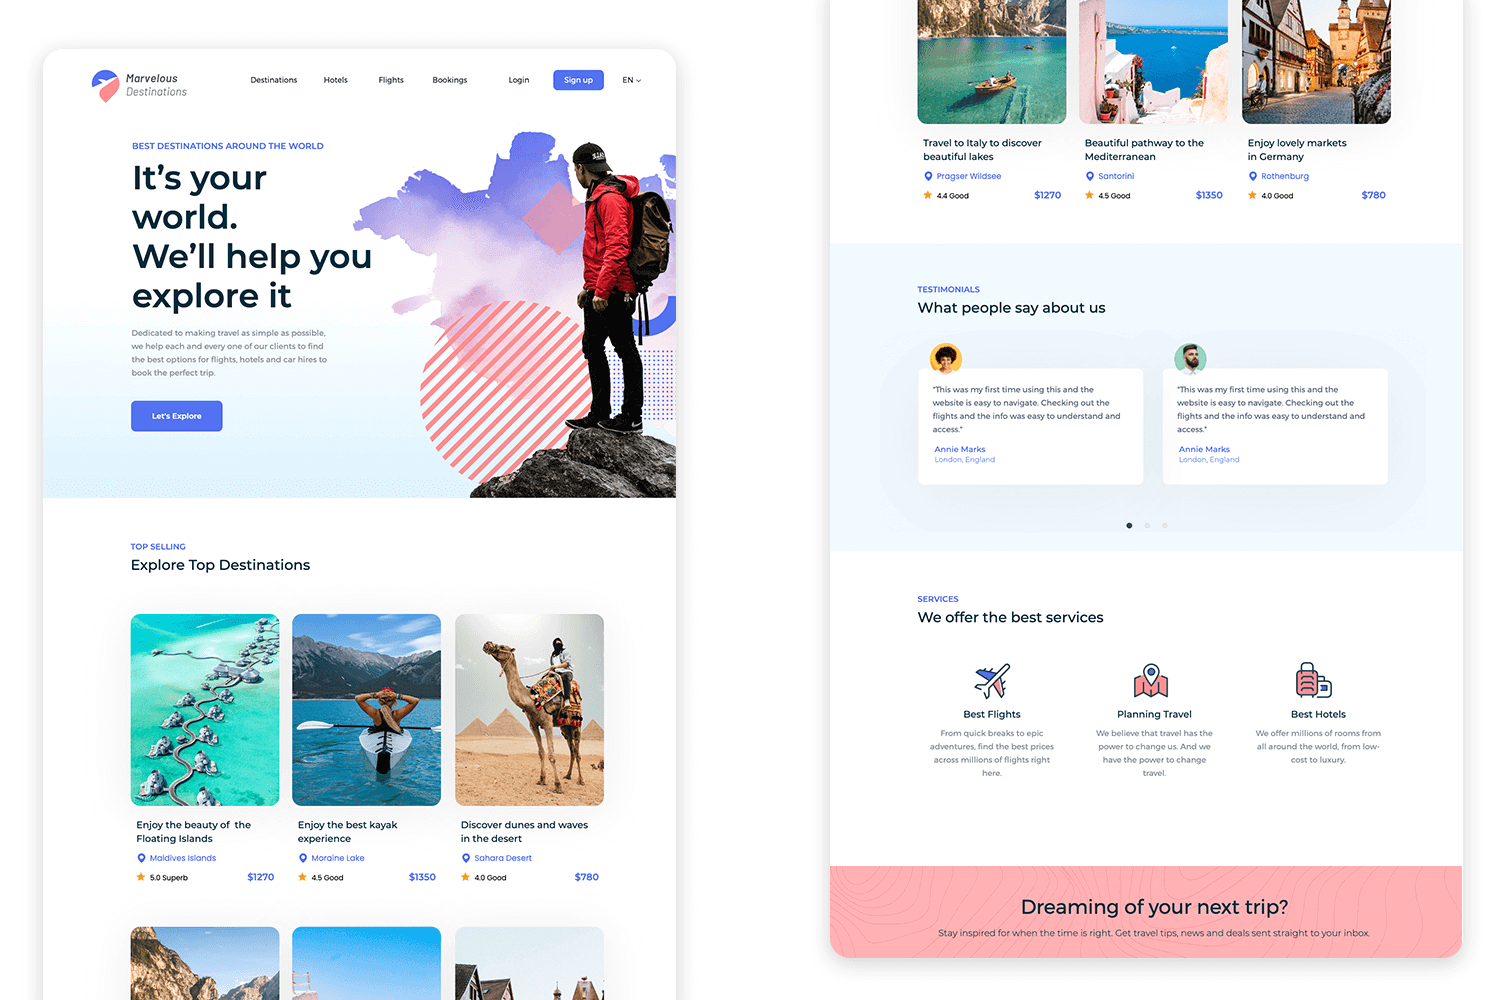 Marvelous
Destinations
Destinations
Hotels
Flights
Bookings
Login
Sign up
EN
BEST DESTINATIONS AROUND THE WORLD
It’s your
world.
We’ll help you
explore it
Dedicated to making travel as simple as possible,
we help each and every one of our clients to find
the best options for flights, hotels and car hires to
book the perfect trip.
Let's Explore
TOP SELLING
Explore Top Destinations
Enjoy the beauty of the
Floating Islands
Maldives Islands
5.0 Superb
$1270
Enjoy the best kayak
experience
Moraine Lake
4.5 Good
$1350
Discover dunes and waves
in the desert
Sahara Desert
4.0 Good
$780
Travel to Italy to discover
beautiful lakes
Pragser Wildsee
4.4 Good
$1270
Beautiful pathway to the
Mediterranean
Santorini
4.5 Good
$1350
Enjoy lovely markets
in Germany
Rothenburg
4.0 Good
$780
TESTIMONIALS
What people say about us
"This was my first time using this and the
website is easy to navigate. Checking out the
flights and the info was easy to understand and
access."
Annie Marks
London, England
"This was my first time using this and the
website is easy to navigate. Checking out the
flights and the info was easy to understand and
access."
Annie Marks
London, England
SERVICES
We offer the best services
Best Flights
From quick breaks to epic
adventures, find the best prices
across millions of flights right
here.
Planning Travel
We believe that travel has the
power to change us. And we
have the power to change
travel.
Best Hotels
We offer millions of rooms from
all around the world, from low-
cost to luxury.
Dreaming of your next trip?
Stay inspired for when the time is right. Get travel tips, news and deals sent straight to your inbox.